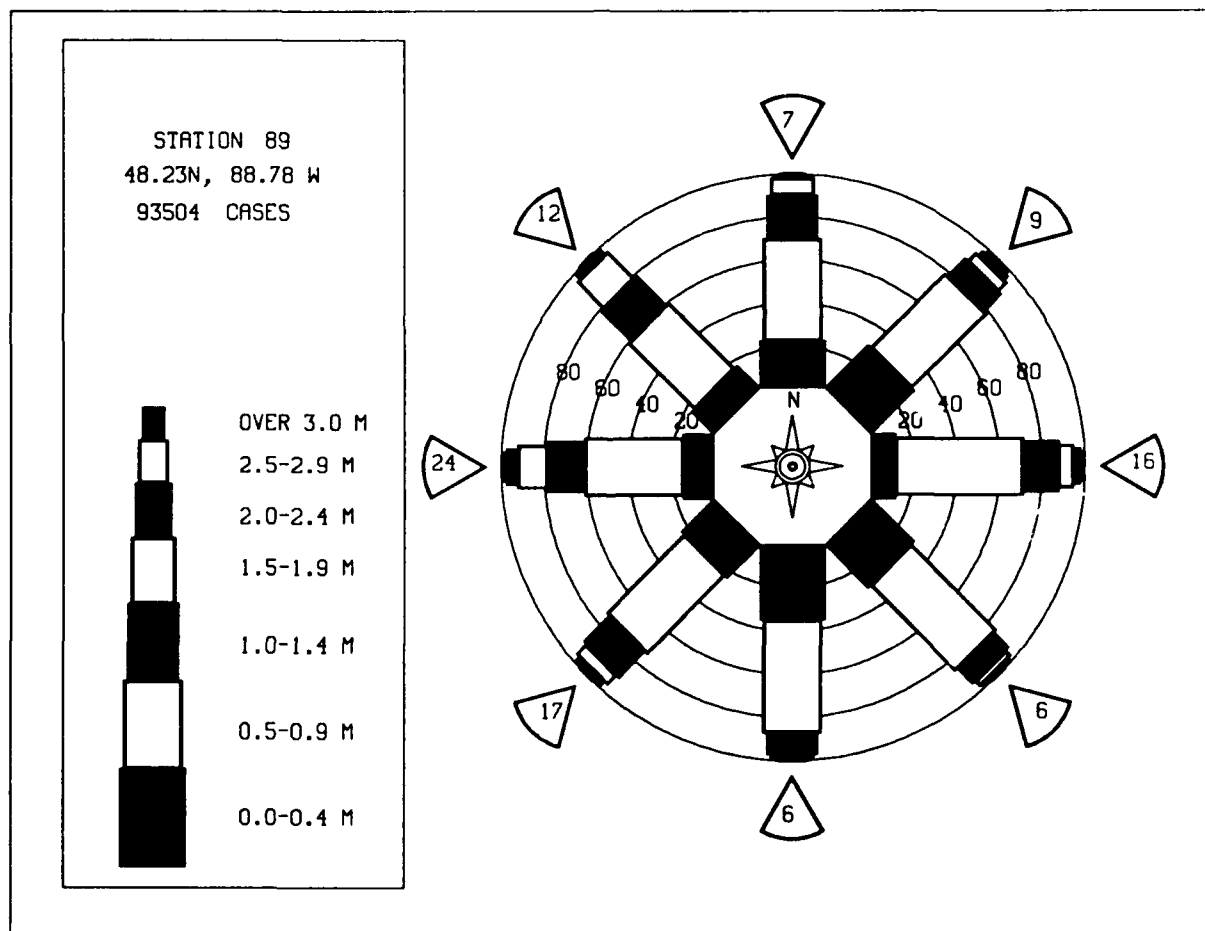 STATION 89
48.23N, 88.78 W
93504 CASES
OVER 3.0 M
2.5-2.9 M
2.0-2.4 M
1.5-1.9 M
1.0-1.4 M
0.5-0.9 M
0.0-0.4 M
7
12
9
80
60
40
20
N
20
40
60
80
24
16
17
6
6